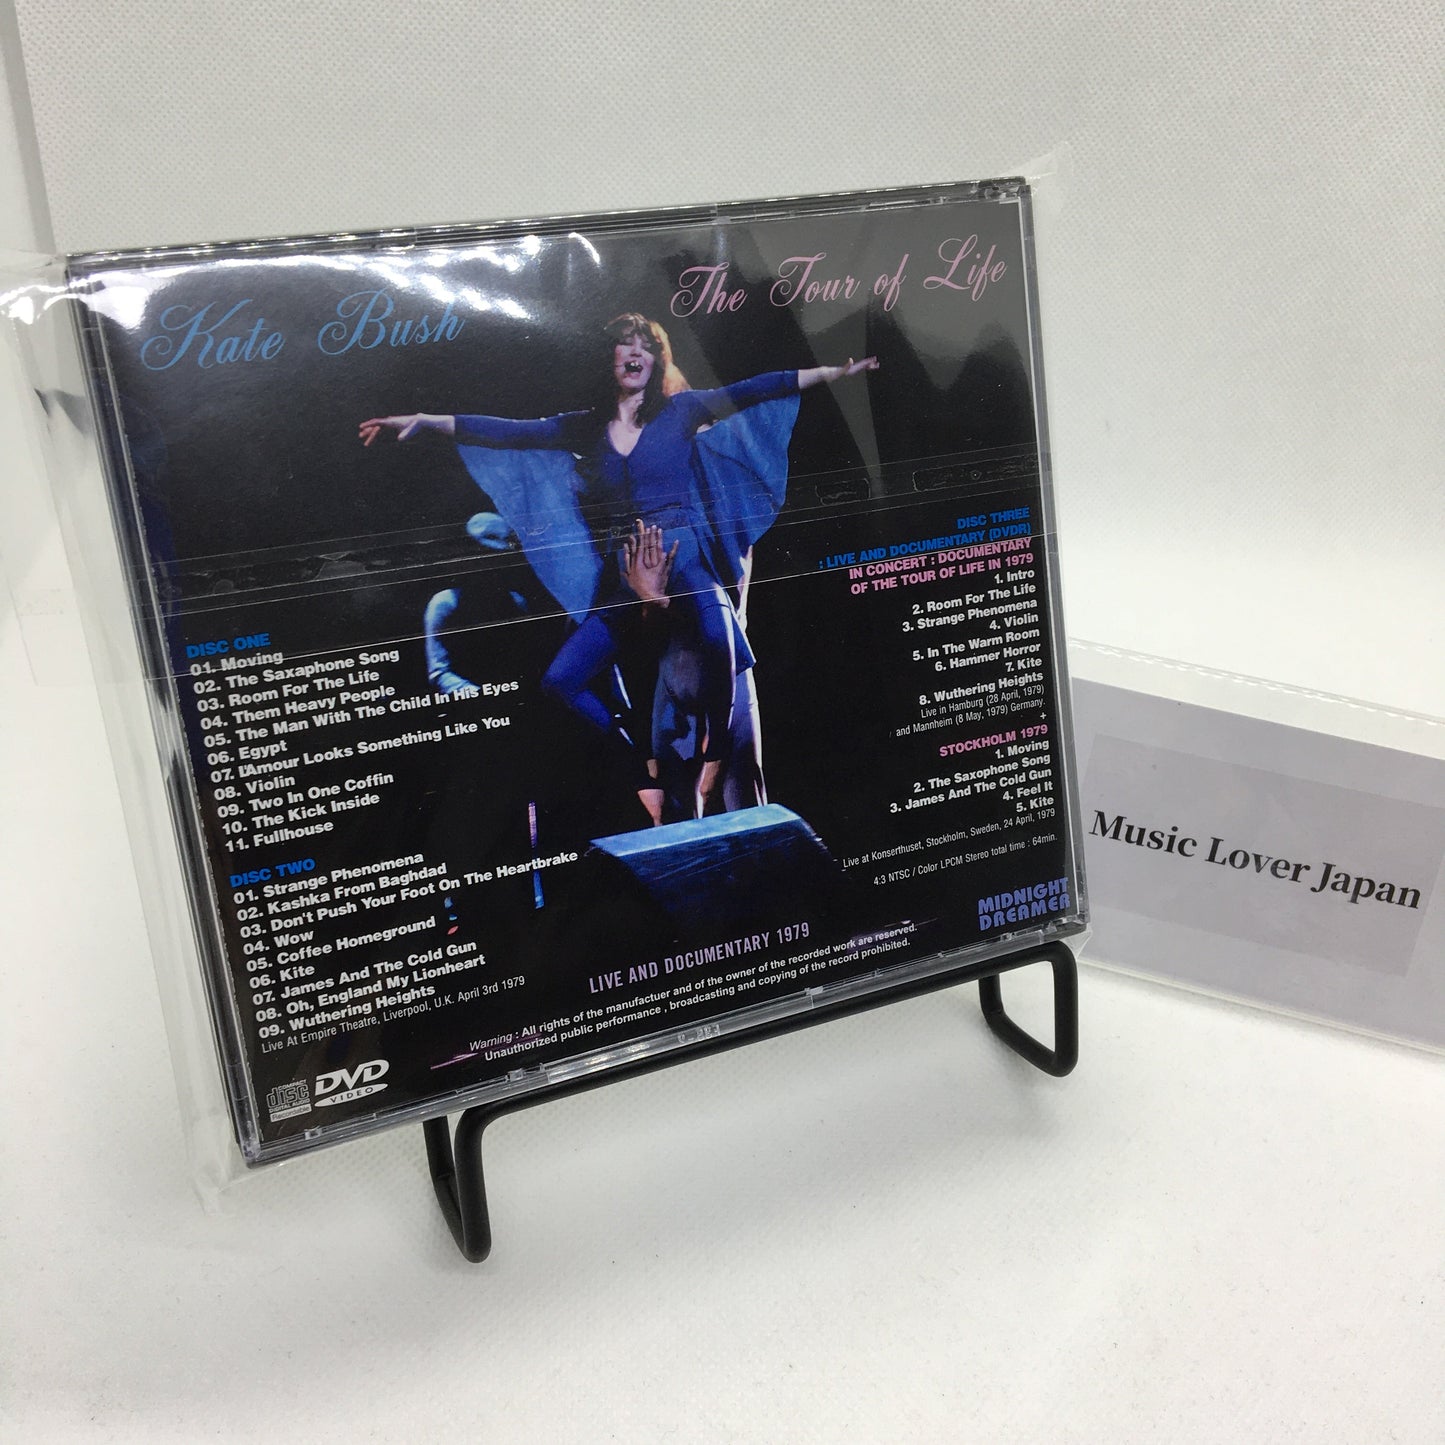 Kate Bush
The Tour of Life
DISC ONE
01. Moving
02. The Saxaphone Song
03. Room For The Life
04. Them Heavy People
05. The Man With The Child In His Eyes
06. Egypt
07. L'Amour Looks Something Like You
08. Violin
09. Two In One Coffin
10. The Kick Inside
11. Fullhouse
DISC TWO
01. Strange Phenomena
02. Kashka From Baghdad
03. Don't Push Your Foot On The Heartbrake
04. Wow
05. Coffee Homeground
06. Kite
07. James And The Cold Gun
08. Oh, England My Lionheart
09. Wuthering Heights
Live At Empire Theatre, Liverpool, U.K. April 3rd 1979
DISC THREE
: LIVE AND DOCUMENTARY (DVDR)
IN CONCERT : DOCUMENTARY
OF THE TOUR OF LIFE IN 1979
1. Intro
2. Room For The Life
3. Strange Phenomena
4. Violin
5. In The Warm Room
6. Hammer Horror
7. Kite
8. Wuthering Heights
Live in Hamburg (28 April, 1979)
and Mannheim (8 May, 1979) Germany.
+
STOCKHOLM 1979
1. Moving
2. The Saxophone Song
3. James And The Cold Gun
4. Feel It
5. Kite
Live at Konserthuset, Stockholm, Sweden, 24 April, 1979
4:3 NTSC / Color LPCM Stereo total time : 64min.
MIDNIGHT
DREAMER
LIVE AND DOCUMENTARY 1979
Warning : All rights of the manufactuer and of the owner of the recorded work are reserved.
Unauthorized public performance , broadcasting and copying of the record prohibited.
COMPACT
disc
DIGITAL AUDIO
Recordable
DVD
VIDEO
Music Lover Japan